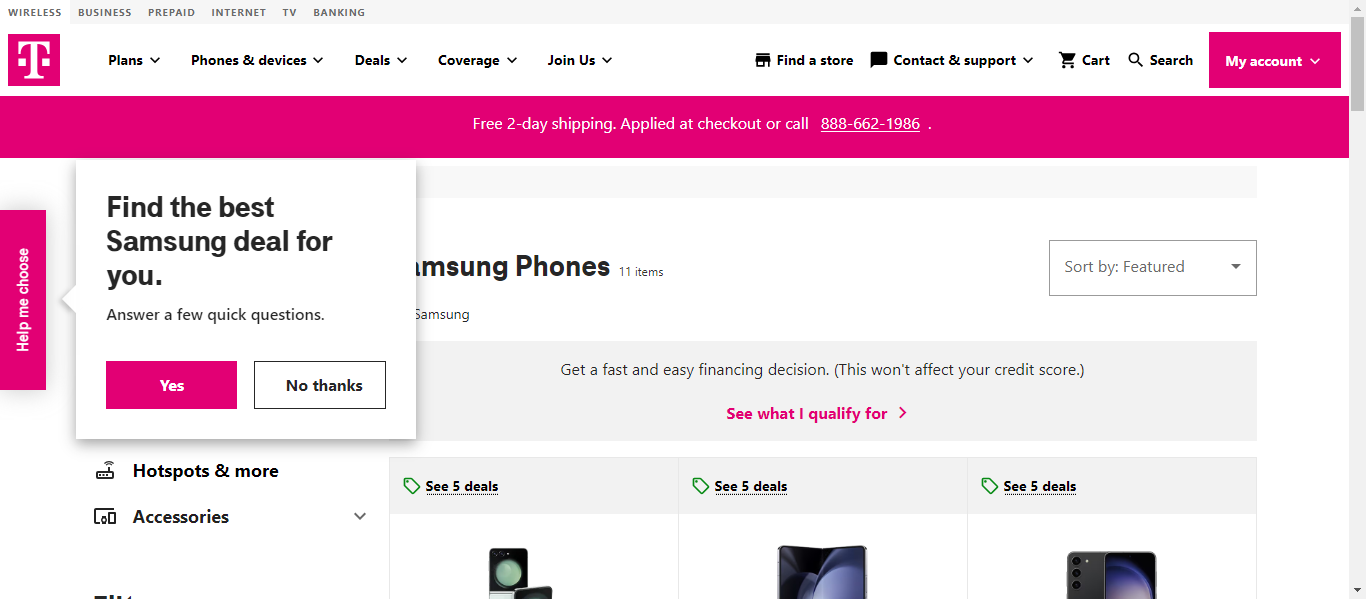 WIRELESS BUSINESS PREPAID INTERNET TV BANKING
T Plans Phones & devices Deals Coverage Join Us Find a store Contact & support Cart Search My account
Free 2-day shipping. Applied at checkout or call 888-662-1986 .
Help me choose
Find the best
Samsung deal for
you.
Answer a few quick questions.
Yes No thanks
amsung Phones 11 items
Sort by: Featured
Samsung
Get a fast and easy financing decision. (This won't affect your credit score.)
See what I qualify for
Hotspots & more
Accessories
See 5 deals See 5 deals See 5 deals